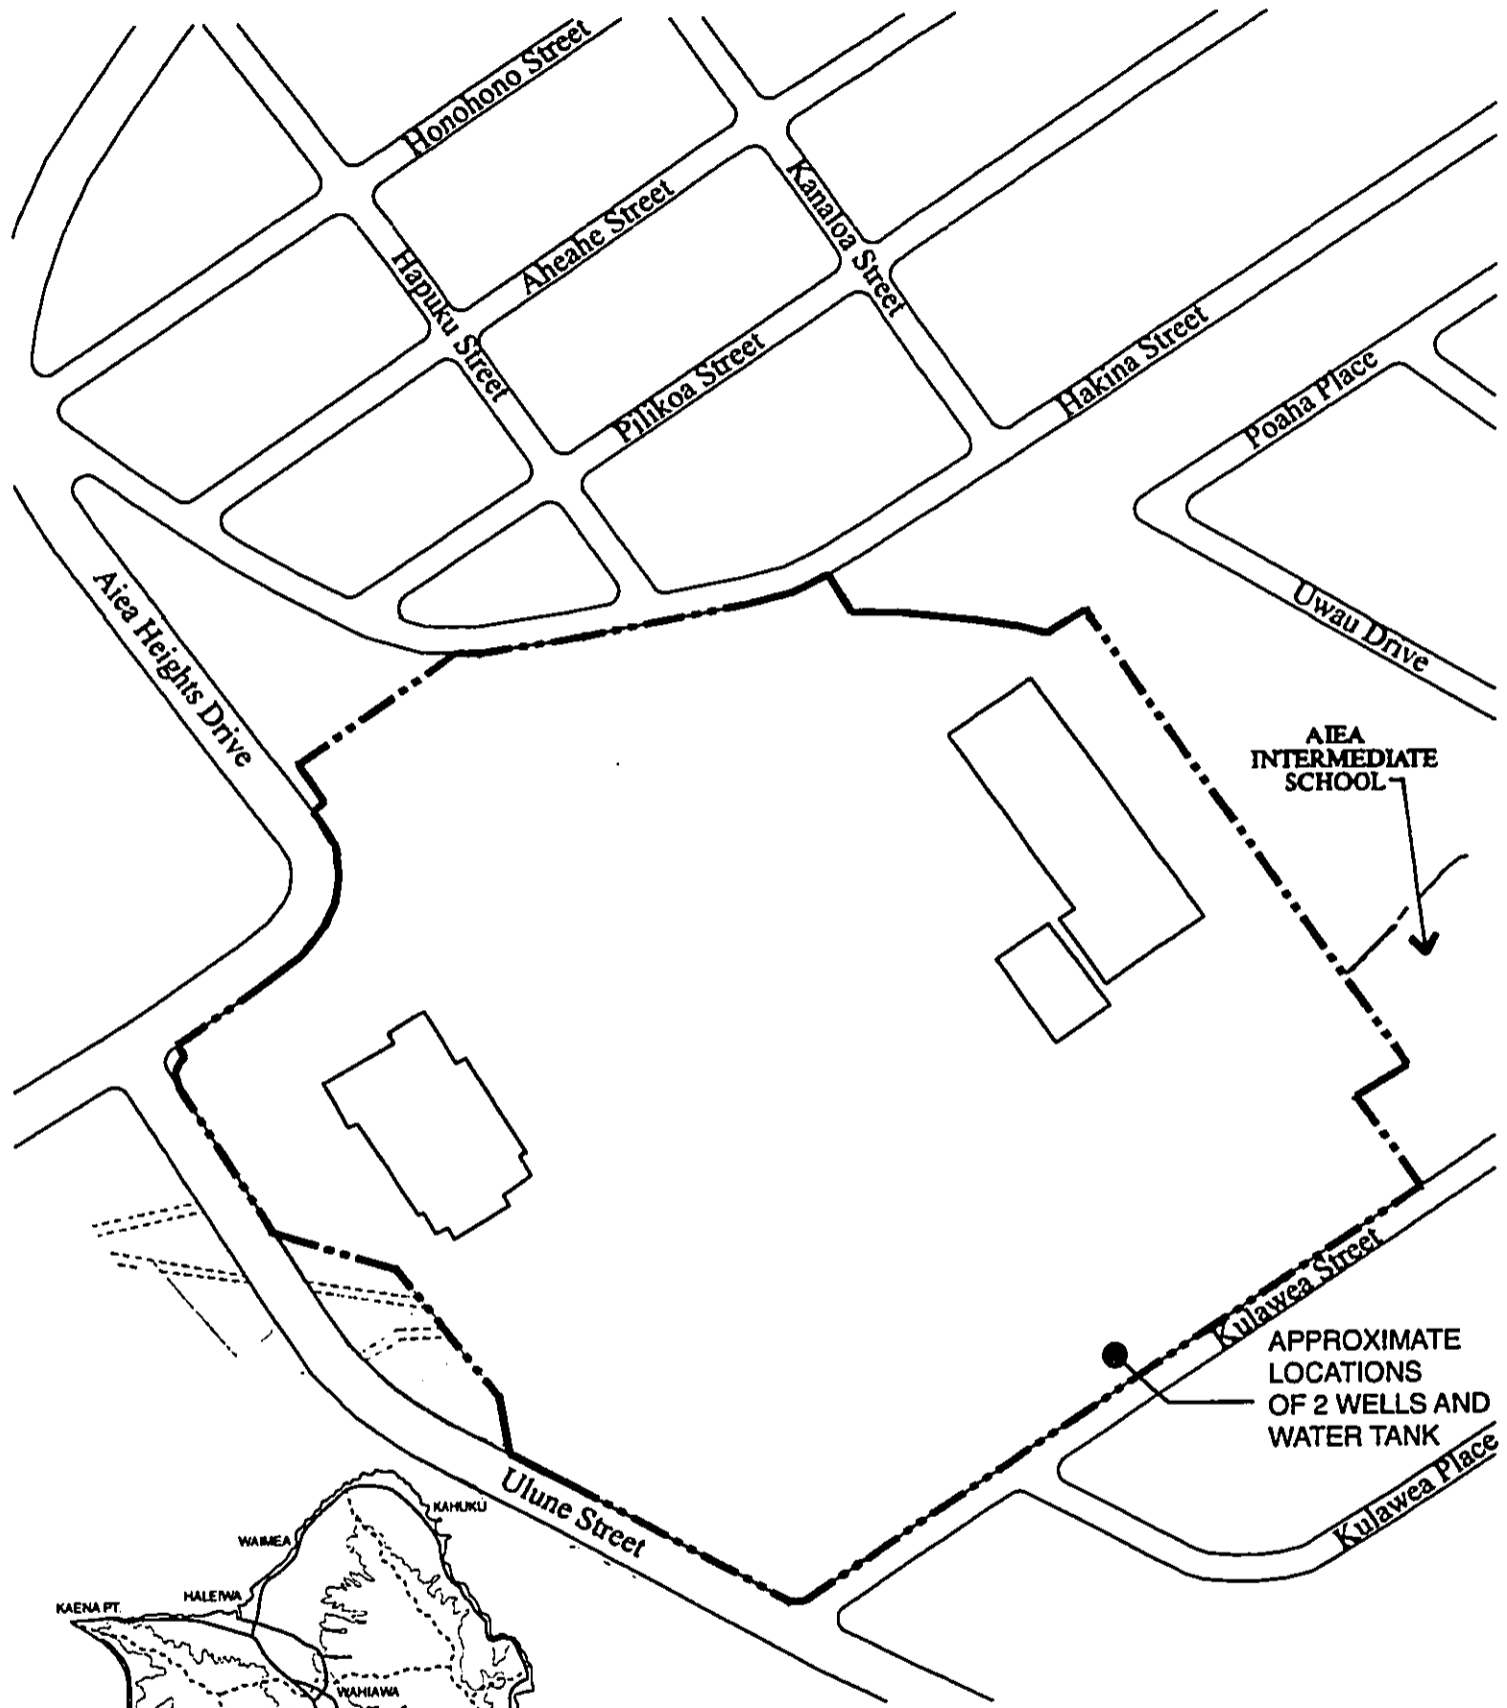 Honohono Street
Aheahe Street
Kanaloa Street
Hapuku Street
Pilikoa Street
Hakina Street
Poaha Place
Uwau Drive
Aiea Heights Drive
AIEA
INTERMEDIATE
SCHOOL
Kulawea Street
APPROXIMATE
LOCATIONS
OF 2 WELLS AND
WATER TANK
Kulawea Place
Ulune Street
KAHUKU
WAIMEA
HALEIWA
KAENA PT.
WAHIAWA